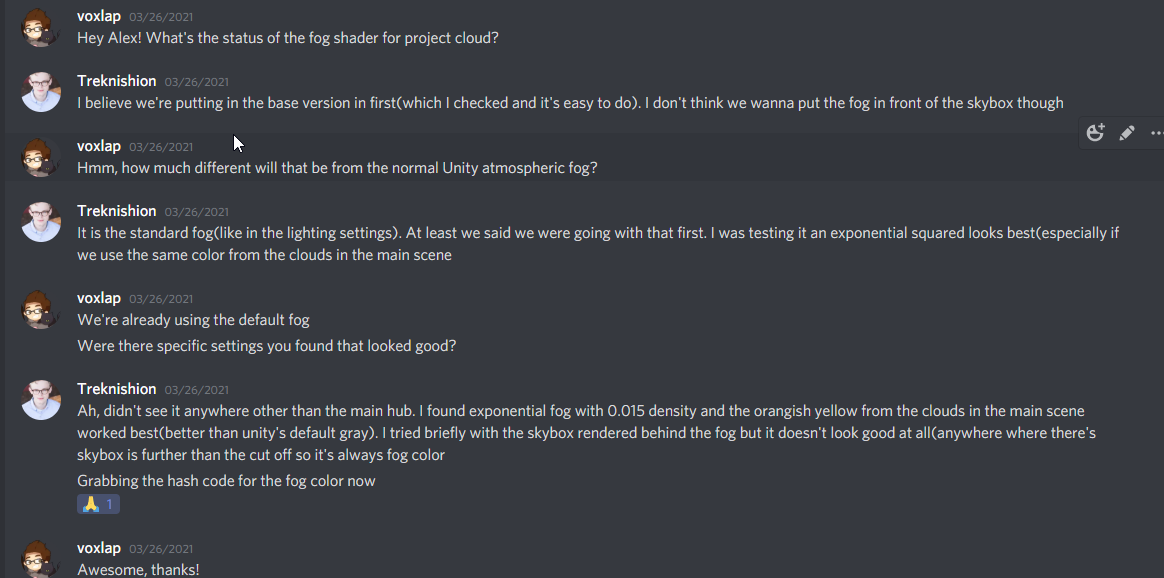 voxlap 03/26/2021
Hey Alex! What's the status of the fog shader for project cloud?
Treknishion 03/26/2021
I believe we're putting in the base version in first(which I checked and it's easy to do). I don't think we wanna put the fog in front of the skybox though
voxlap 03/26/2021
Hmm, how much different will that be from the normal Unity atmospheric fog?
Treknishion 03/26/2021
It is the standard fog(like in the lighting settings). At least we said we were going with that first. I was testing it an exponential squared looks best(especially if
we use the same color from the clouds in the main scene
voxlap 03/26/2021
We're already using the default fog
Were there specific settings you found that looked good?
Treknishion 03/26/2021
Ah, didn't see it anywhere other than the main hub. I found exponential fog with 0.015 density and the orangish yellow from the clouds in the main scene
worked best(better than unity's default gray). I tried briefly with the skybox rendered behind the fog but it doesn't look good at all(anywhere where there's
skybox is further than the cut off so it's always fog color
Grabbing the hash code for the fog color now
🙏 1
voxlap 03/26/2021
Awesome, thanks!